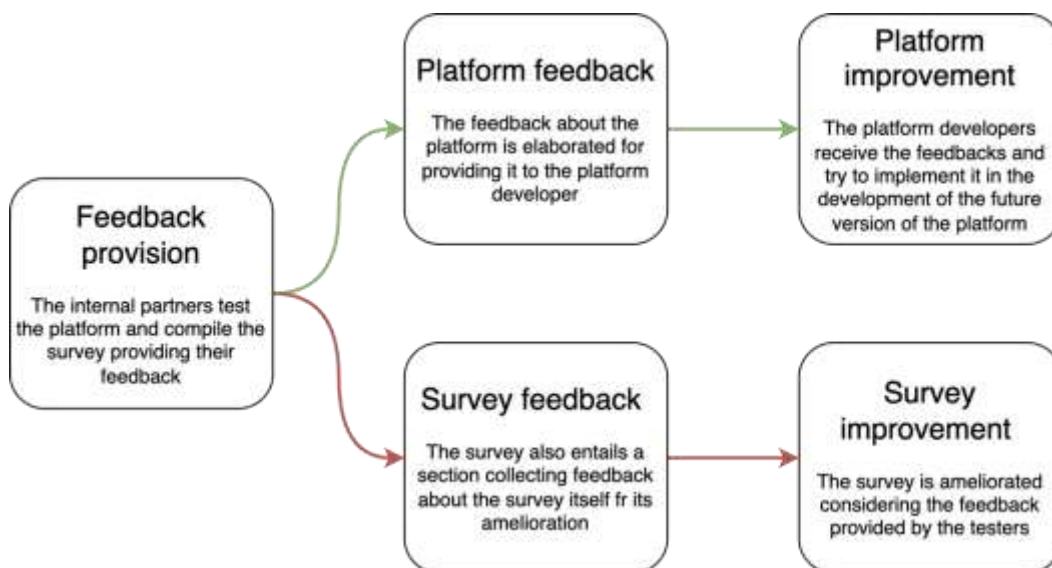 Feedback
provision
The internal partners test
the platform and compile the
survey providing their
feedback
Platform feedback
The feedback about the
platform is elaborated for
providing it to the platform
developer
Platform
improvement
The platform developers
receive the feedbacks and
try to implement it in the
development of the future
version of the platform
Survey feedback
The survey also entails a
section collecting feedback
about the survey itself fr its
amelioration
Survey
improvement
The survey is ameliorated
considering the feedback
provided by the testers